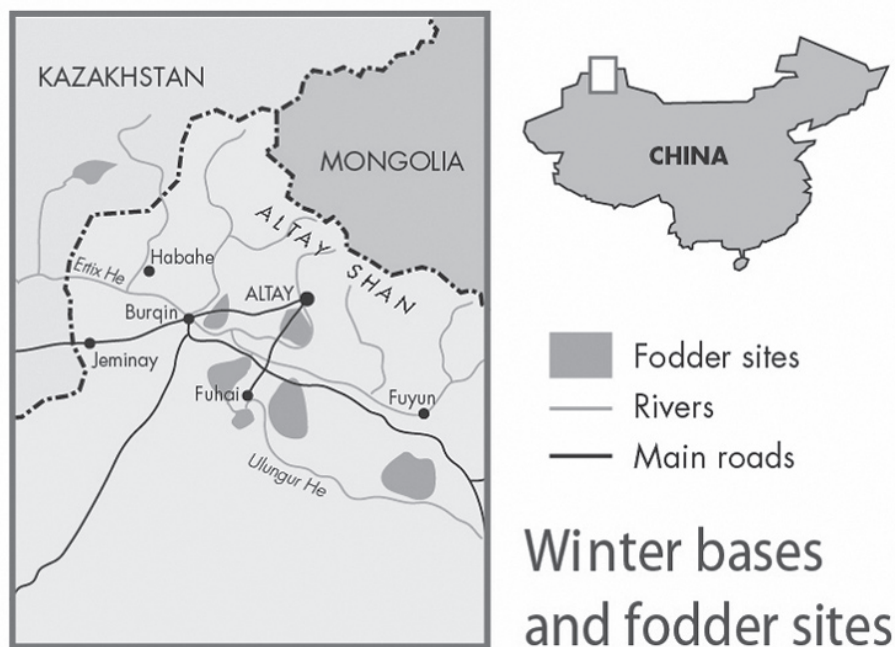 KAZAKHSTAN
MONGOLIA
ALTAY SHAN
Habahe
Ertix He
ALTAY
Burqin
Jeminay
Fuhai
Fuyun
Ulungur He
CHINA
Fodder sites
Rivers
Main roads
Winter bases
and fodder sites